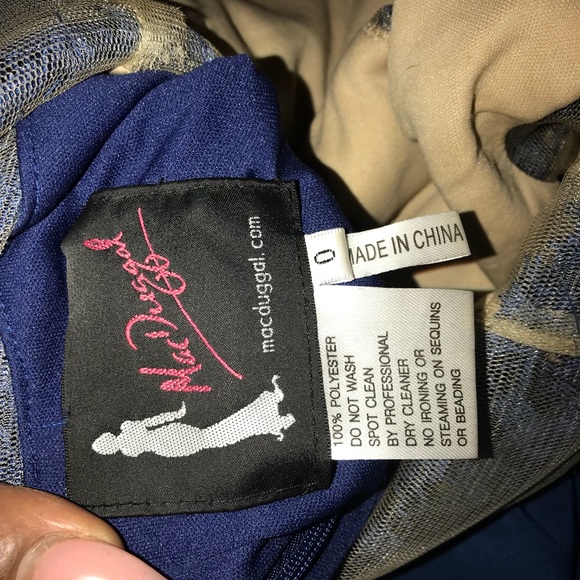 Mac Duggal
macduggal.com
0
MADE IN CHINA
100% POLYESTER
DO NOT WASH
SPOT CLEAN
BY PROFESSIONAL
DRY CLEANER
NO IRONING OR
STEAMING ON SEQUINS
OR BEADING